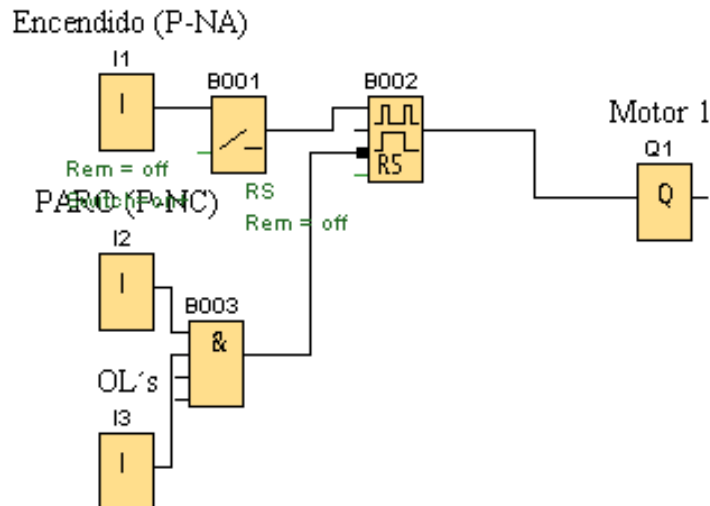 Encendido (P-NA)
I1
B001
B002
I
RS
Motor 1
Q1
Q
Rem = off
PARO (P-NC)
RS
Rem = off
I2
I
B003
&
OL´s
I3
I